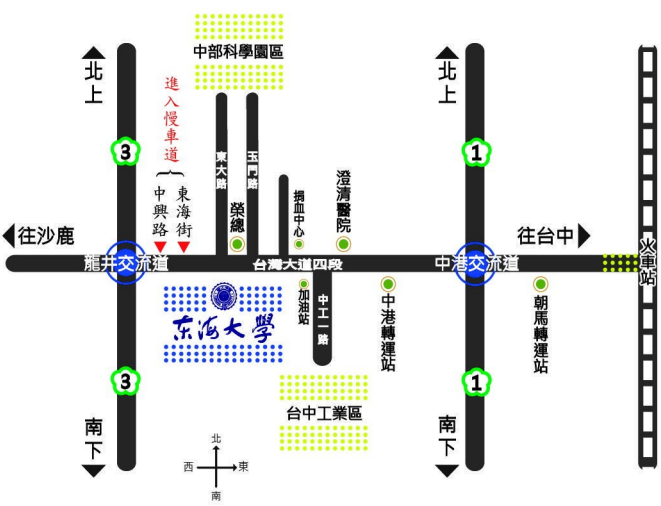 中部科學園區
北上
北上
進入慢車道
3
1
東大路
玉門路
中興路
東海街
榮總
捐血中心
澄清醫院
往沙鹿
往台中
火車站
龍井交流道
台灣大道四段
中港交流道
東海大學
加油站
中工一路
中港轉運站
朝馬轉運站
3
1
台中工業區
南下
南下
北
西
東
南